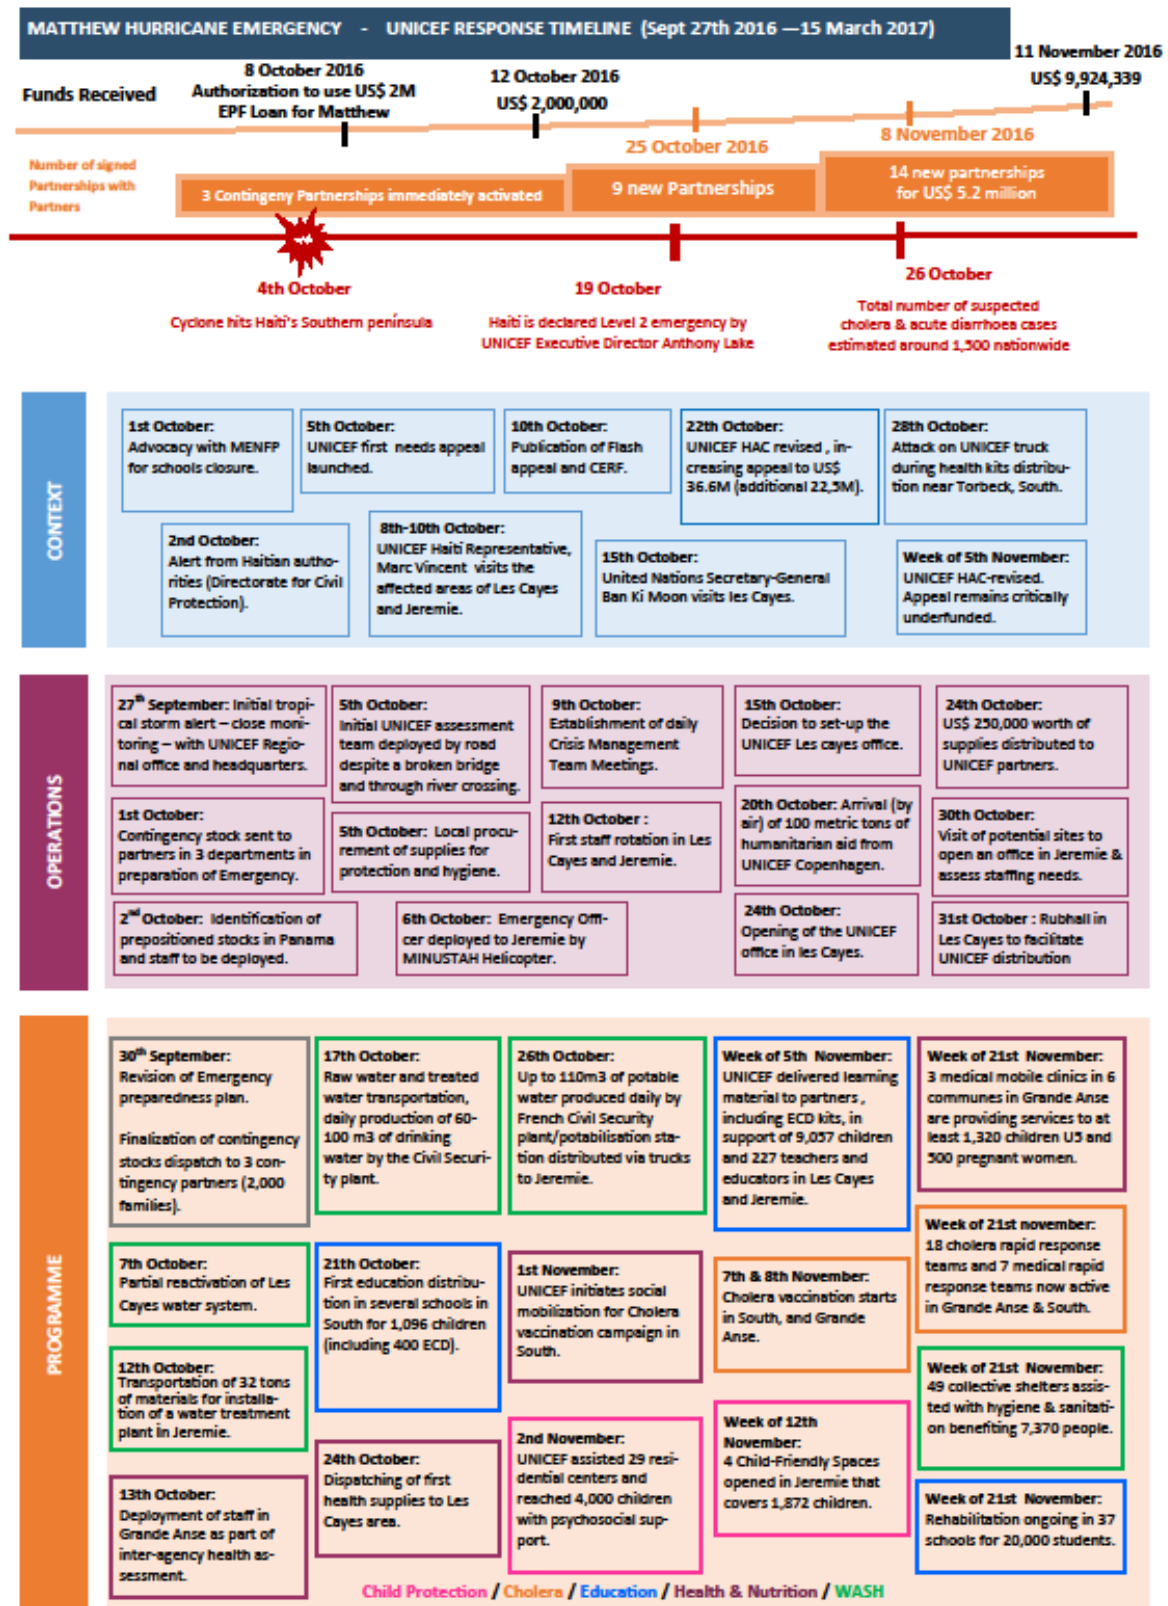 MATTHEW HURRICANE EMERGENCY - UNICEF RESPONSE TIMELINE (Sept 27th 2016 —15 March 2017)
11 November 2016
US$ 9,924,339
8 October 2016
Authorization to use US$ 2M
EPF Loan for Matthew
12 October 2016
US$ 2,000,000
Funds Received
25 October 2016
8 November 2016
Number of signed
Partnerships with
Partners
3 Contingeny Partnerships immediately activated
9 new Partnerships
14 new partnerships
for US$ 5.2 million
4th October
Cyclone hits Haiti's Southern península
19 October
Haiti is declared Level 2 emergency by
UNICEF Executive Director Anthony Lake
26 October
Total number of suspected
cholera & acute diarrhoea cases
estimated around 1,500 nationwide
CONTEXT
1st October:
Advocacy with MENFP
for schools closure.
5th October:
UNICEF first needs appeal
launched.
10th October:
Publication of Flash
appeal and CERF.
22th October:
UNICEF HAC revised , in-
creasing appeal to US$
36.6M (additional 22,5M).
28th October:
Attack on UNICEF truck
during health kits distribu-
tion near Torbeck, South.
2nd October:
Alert from Haitian autho-
rities (Directorate for Civil
Protection).
8th-10th October:
UNICEF Haiti Representative,
Marc Vincent visits the
affected areas of Les Cayes
and Jeremie.
15th October:
United Nations Secretary-General
Ban Ki Moon visits les Cayes.
Week of 5th November:
UNICEF HAC-revised.
Appeal remains critically
underfunded.
OPERATIONS
27th September: Initial tropi-
cal storm alert – close moni-
toring – with UNICEF Regio-
nal office and headquarters.
5th October:
Initial UNICEF assessment
team deployed by road
despite a broken bridge
and through river crossing.
9th October:
Establishment of daily
Crisis Management
Team Meetings.
15th October:
Decision to set-up the
UNICEF Les cayes office.
24th October:
US$ 250,000 worth of
supplies distributed to
UNICEF partners.
1st October:
Contingency stock sent to
partners in 3 departments in
preparation of Emergency.
5th October: Local procu-
rement of supplies for
protection and hygiene.
12th October :
First staff rotation in Les
Cayes and Jeremie.
20th October: Arrival (by
air) of 100 metric tons of
humanitarian aid from
UNICEF Copenhagen.
30th October:
Visit of potential sites to
open an office in Jeremie &
assess staffing needs.
2nd October: Identification of
prepositioned stocks in Panama
and staff to be deployed.
6th October: Emergency Offi-
cer deployed to Jeremie by
MINUSTAH Helicopter.
24th October:
Opening of the UNICEF
office in les Cayes.
31st October : Rubhall in
Les Cayes to facilitate
UNICEF distribution
PROGRAMME
30th September:
Revision of Emergency
preparedness plan.
Finalization of contingency
stocks dispatch to 3 con-
tingency partners (2,000
families).
17th October:
Raw water and treated
water transportation,
daily production of 60-
100 m3 of drinking
water by the Civil Securi-
ty plant.
26th October:
Up to 110m3 of potable
water produced daily by
French Civil Security
plant/potabilisation sta-
tion distributed via trucks
to Jeremie.
Week of 5th November:
UNICEF delivered learning
material to partners ,
including ECD kits, in
support of 9,057 children
and 227 teachers and
educators in Les Cayes
and Jeremie.
Week of 21st November:
3 medical mobile clinics in 6
communes in Grande Anse
are providing services to at
least 1,320 children U5 and
500 pregnant women.
7th October:
Partial reactivation of Les
Cayes water system.
21th October:
First education distribu-
tion in several schools in
South for 1,096 children
(including 400 ECD).
1st November:
UNICEF initiates social
mobilization for Cholera
vaccination campaign in
South.
7th & 8th November:
Cholera vaccination starts
in South, and Grande
Anse.
Week of 21st november:
18 cholera rapid response
teams and 7 medical rapid
response teams now active
in Grande Anse & South.
12th October:
Transportation of 32 tons
of materials for installa-
tion of a water treatment
plant in Jeremie.
Week of 21st November:
49 collective shelters assis-
ted with hygiene & sanitati-
on benefiting 7,370 people.
13th October:
Deployment of staff in
Grande Anse as part of
inter-agency health as-
sessment.
24th October:
Dispatching of first
health supplies to Les
Cayes area.
2nd November:
UNICEF assisted 29 resi-
dential centers and
reached 4,000 children
with psychosocial sup-
port.
Week of 12th
November:
4 Child-Friendly Spaces
opened in Jeremie that
covers 1,872 children.
Week of 21st November:
Rehabilitation ongoing in 37
schools for 20,000 students.
Child Protection / Cholera / Education / Health & Nutrition / WASH